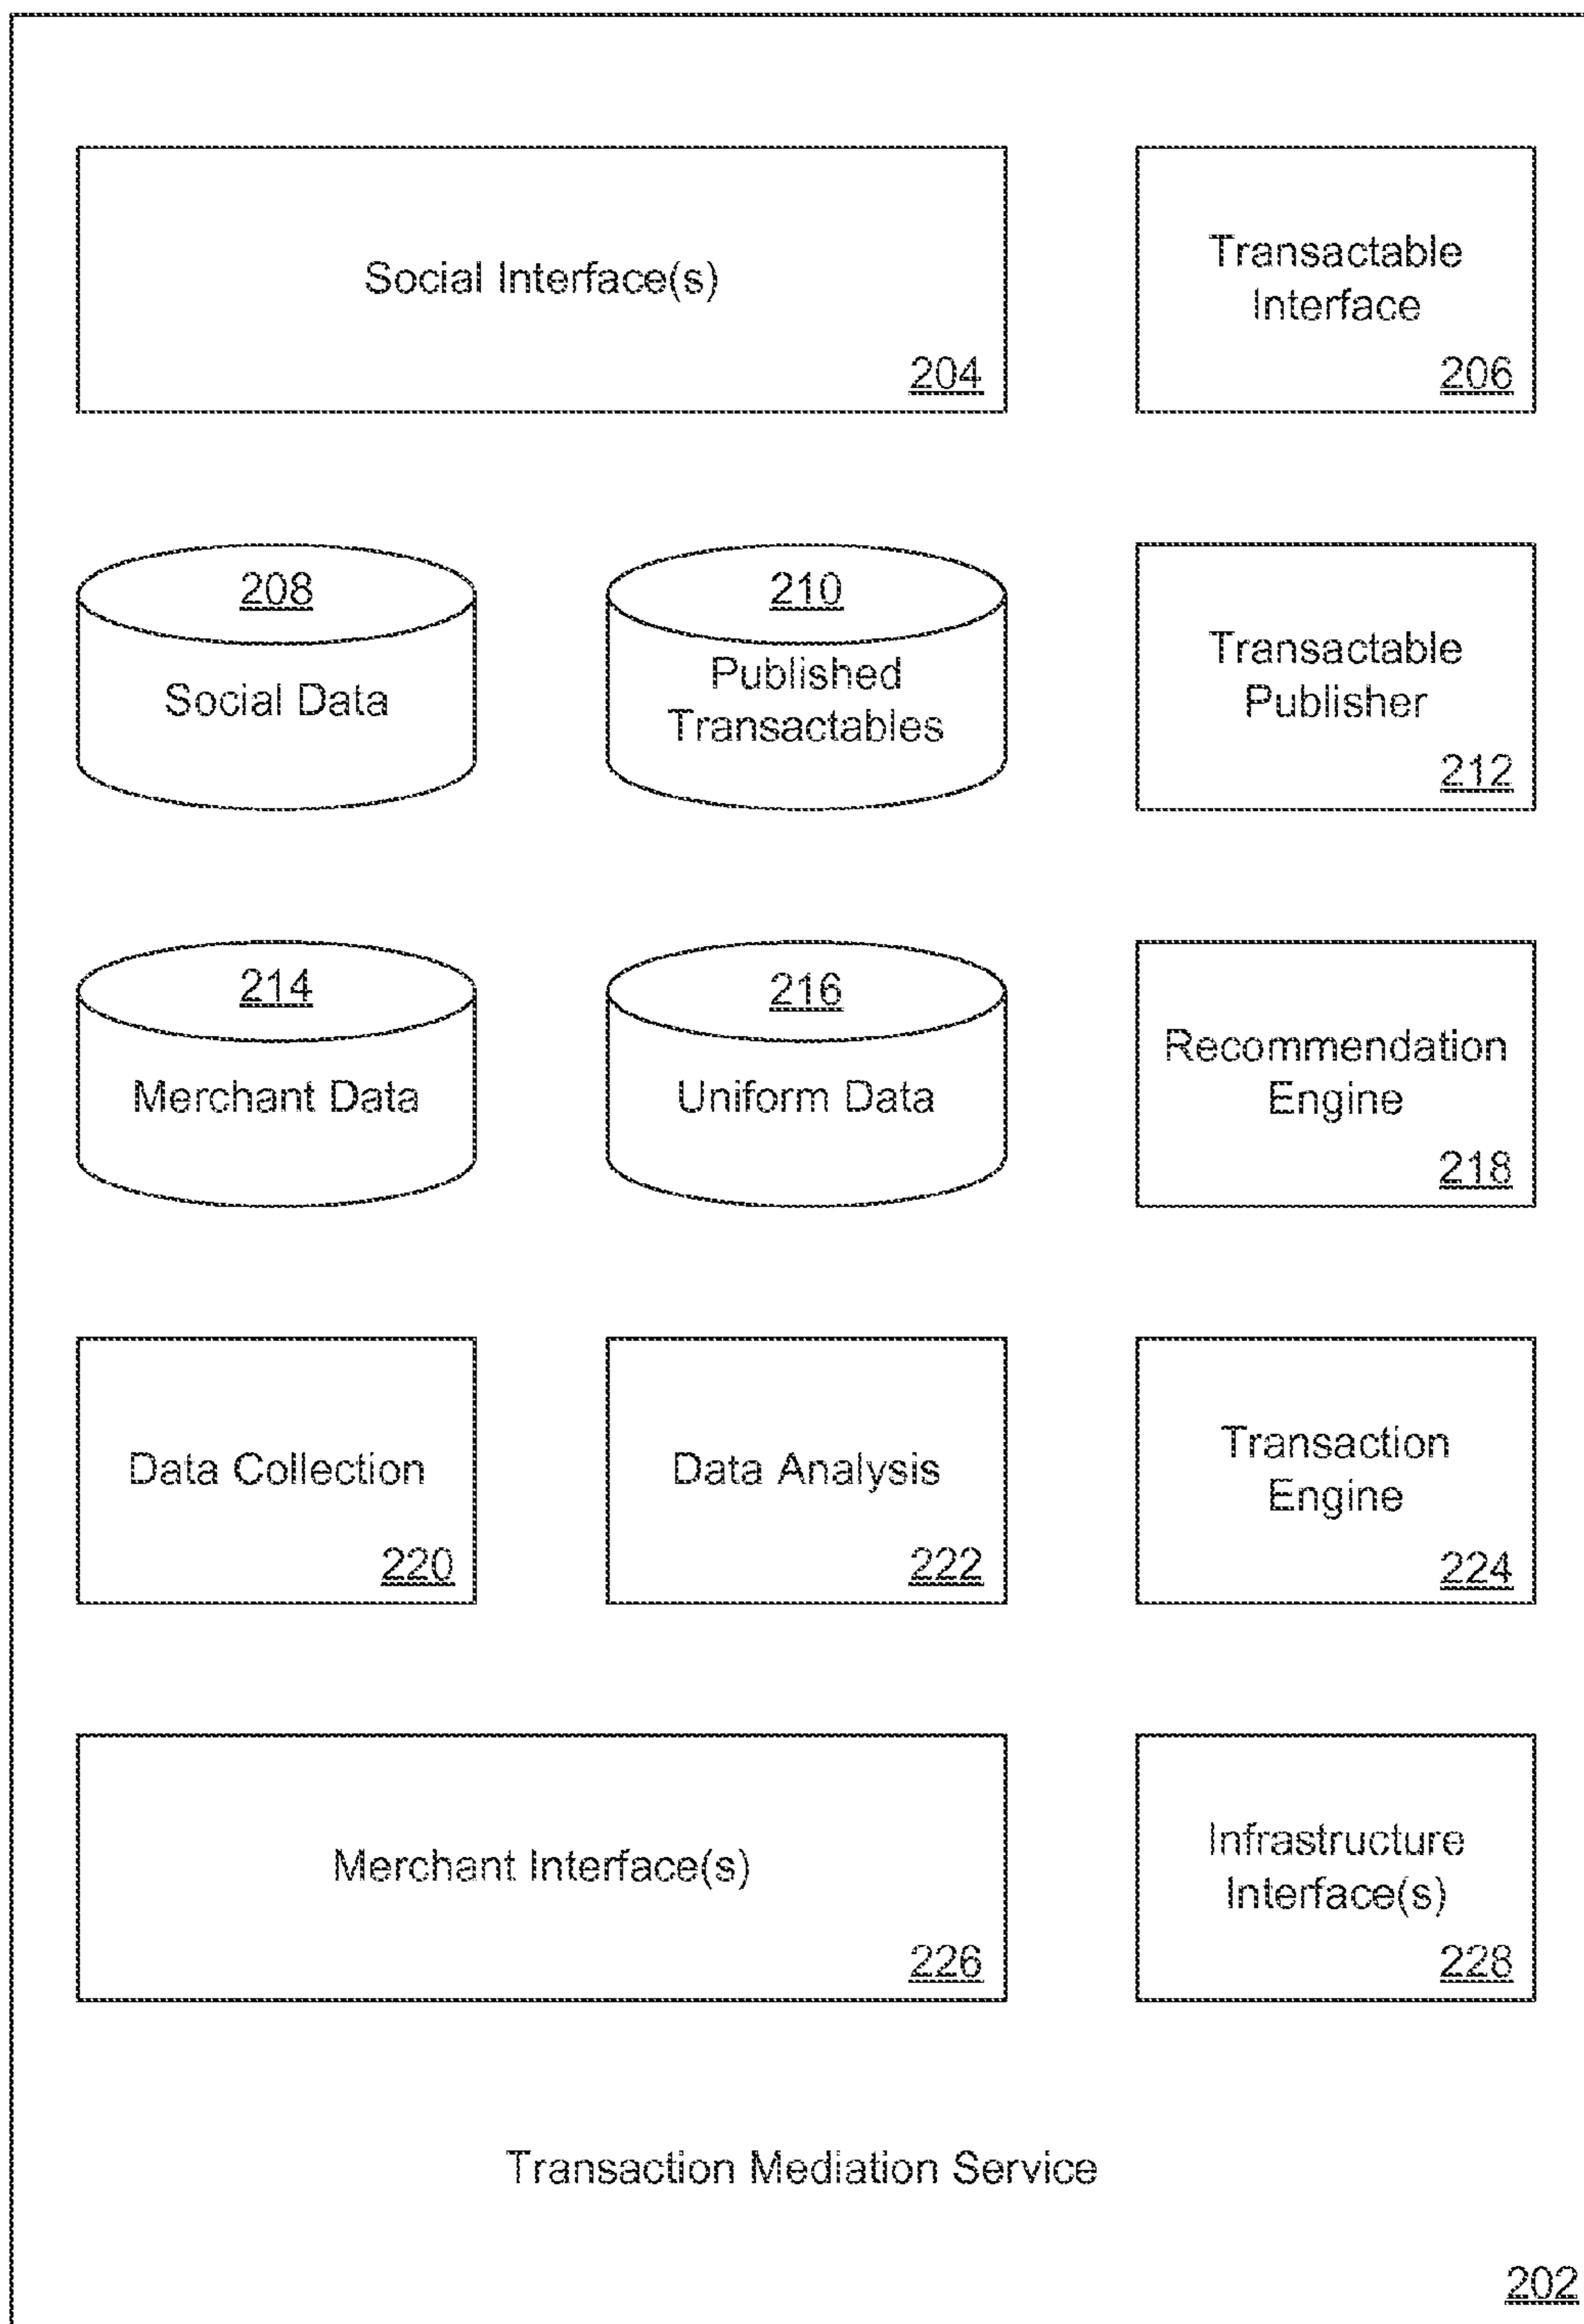 Social Interface(s)
204
Transactable
Interface
206
208
Social Data
210
Published
Transactables
Transactable
Publisher
212
214
Merchant Data
216
Uniform Data
Recommendation
Engine
218
Data Collection
220
Data Analysis
222
Transaction
Engine
224
Merchant Interface(s)
226
Infrastructure
Interface(s)
228
Transaction Mediation Service
202